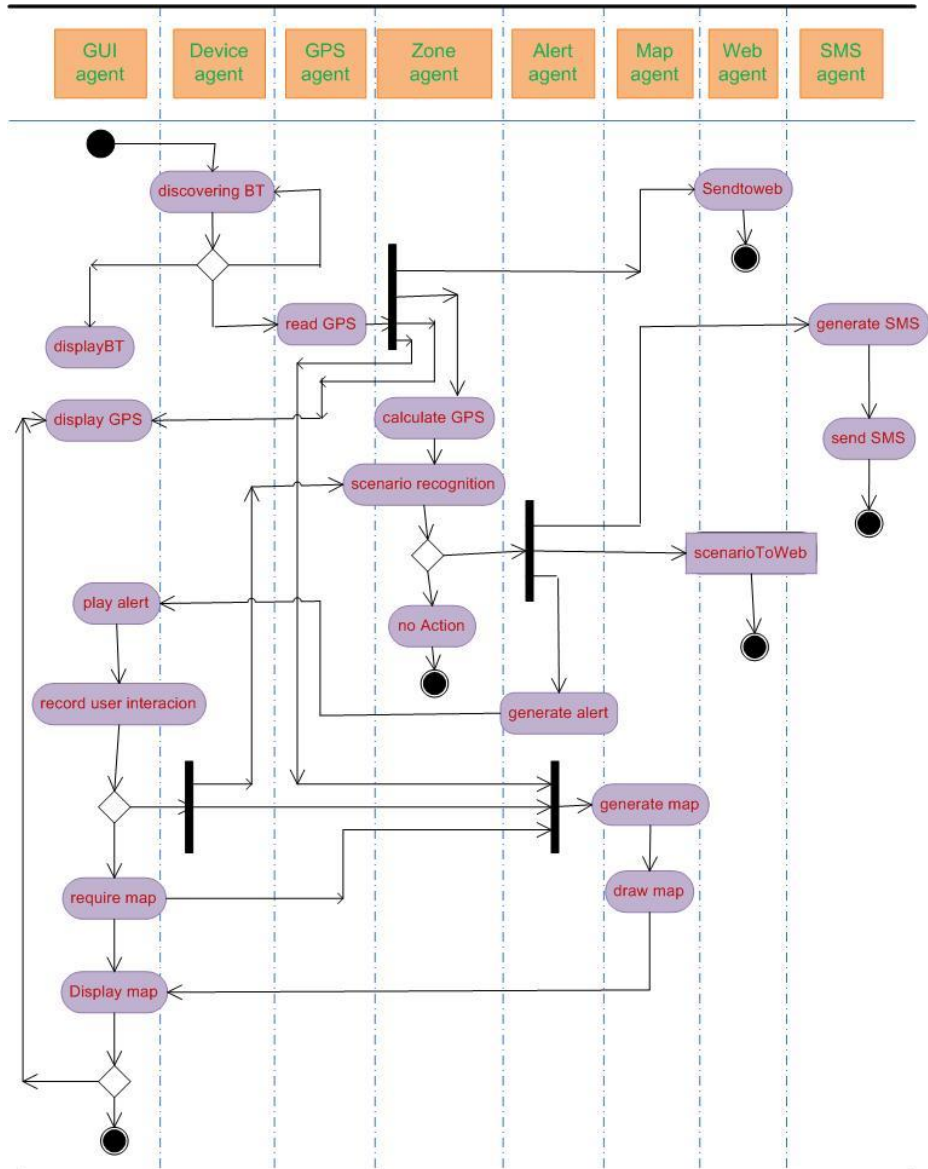 GUI
agent
Device
agent
GPS
agent
Zone
agent
Alert
agent
Map
agent
Web
agent
SMS
agent
discovering BT
Sendtoweb
displayBT
read GPS
generate SMS
display GPS
calculate GPS
send SMS
scenario recognition
scenarioToWeb
play alert
no Action
record user interacion
generate alert
generate map
require map
draw map
Display map